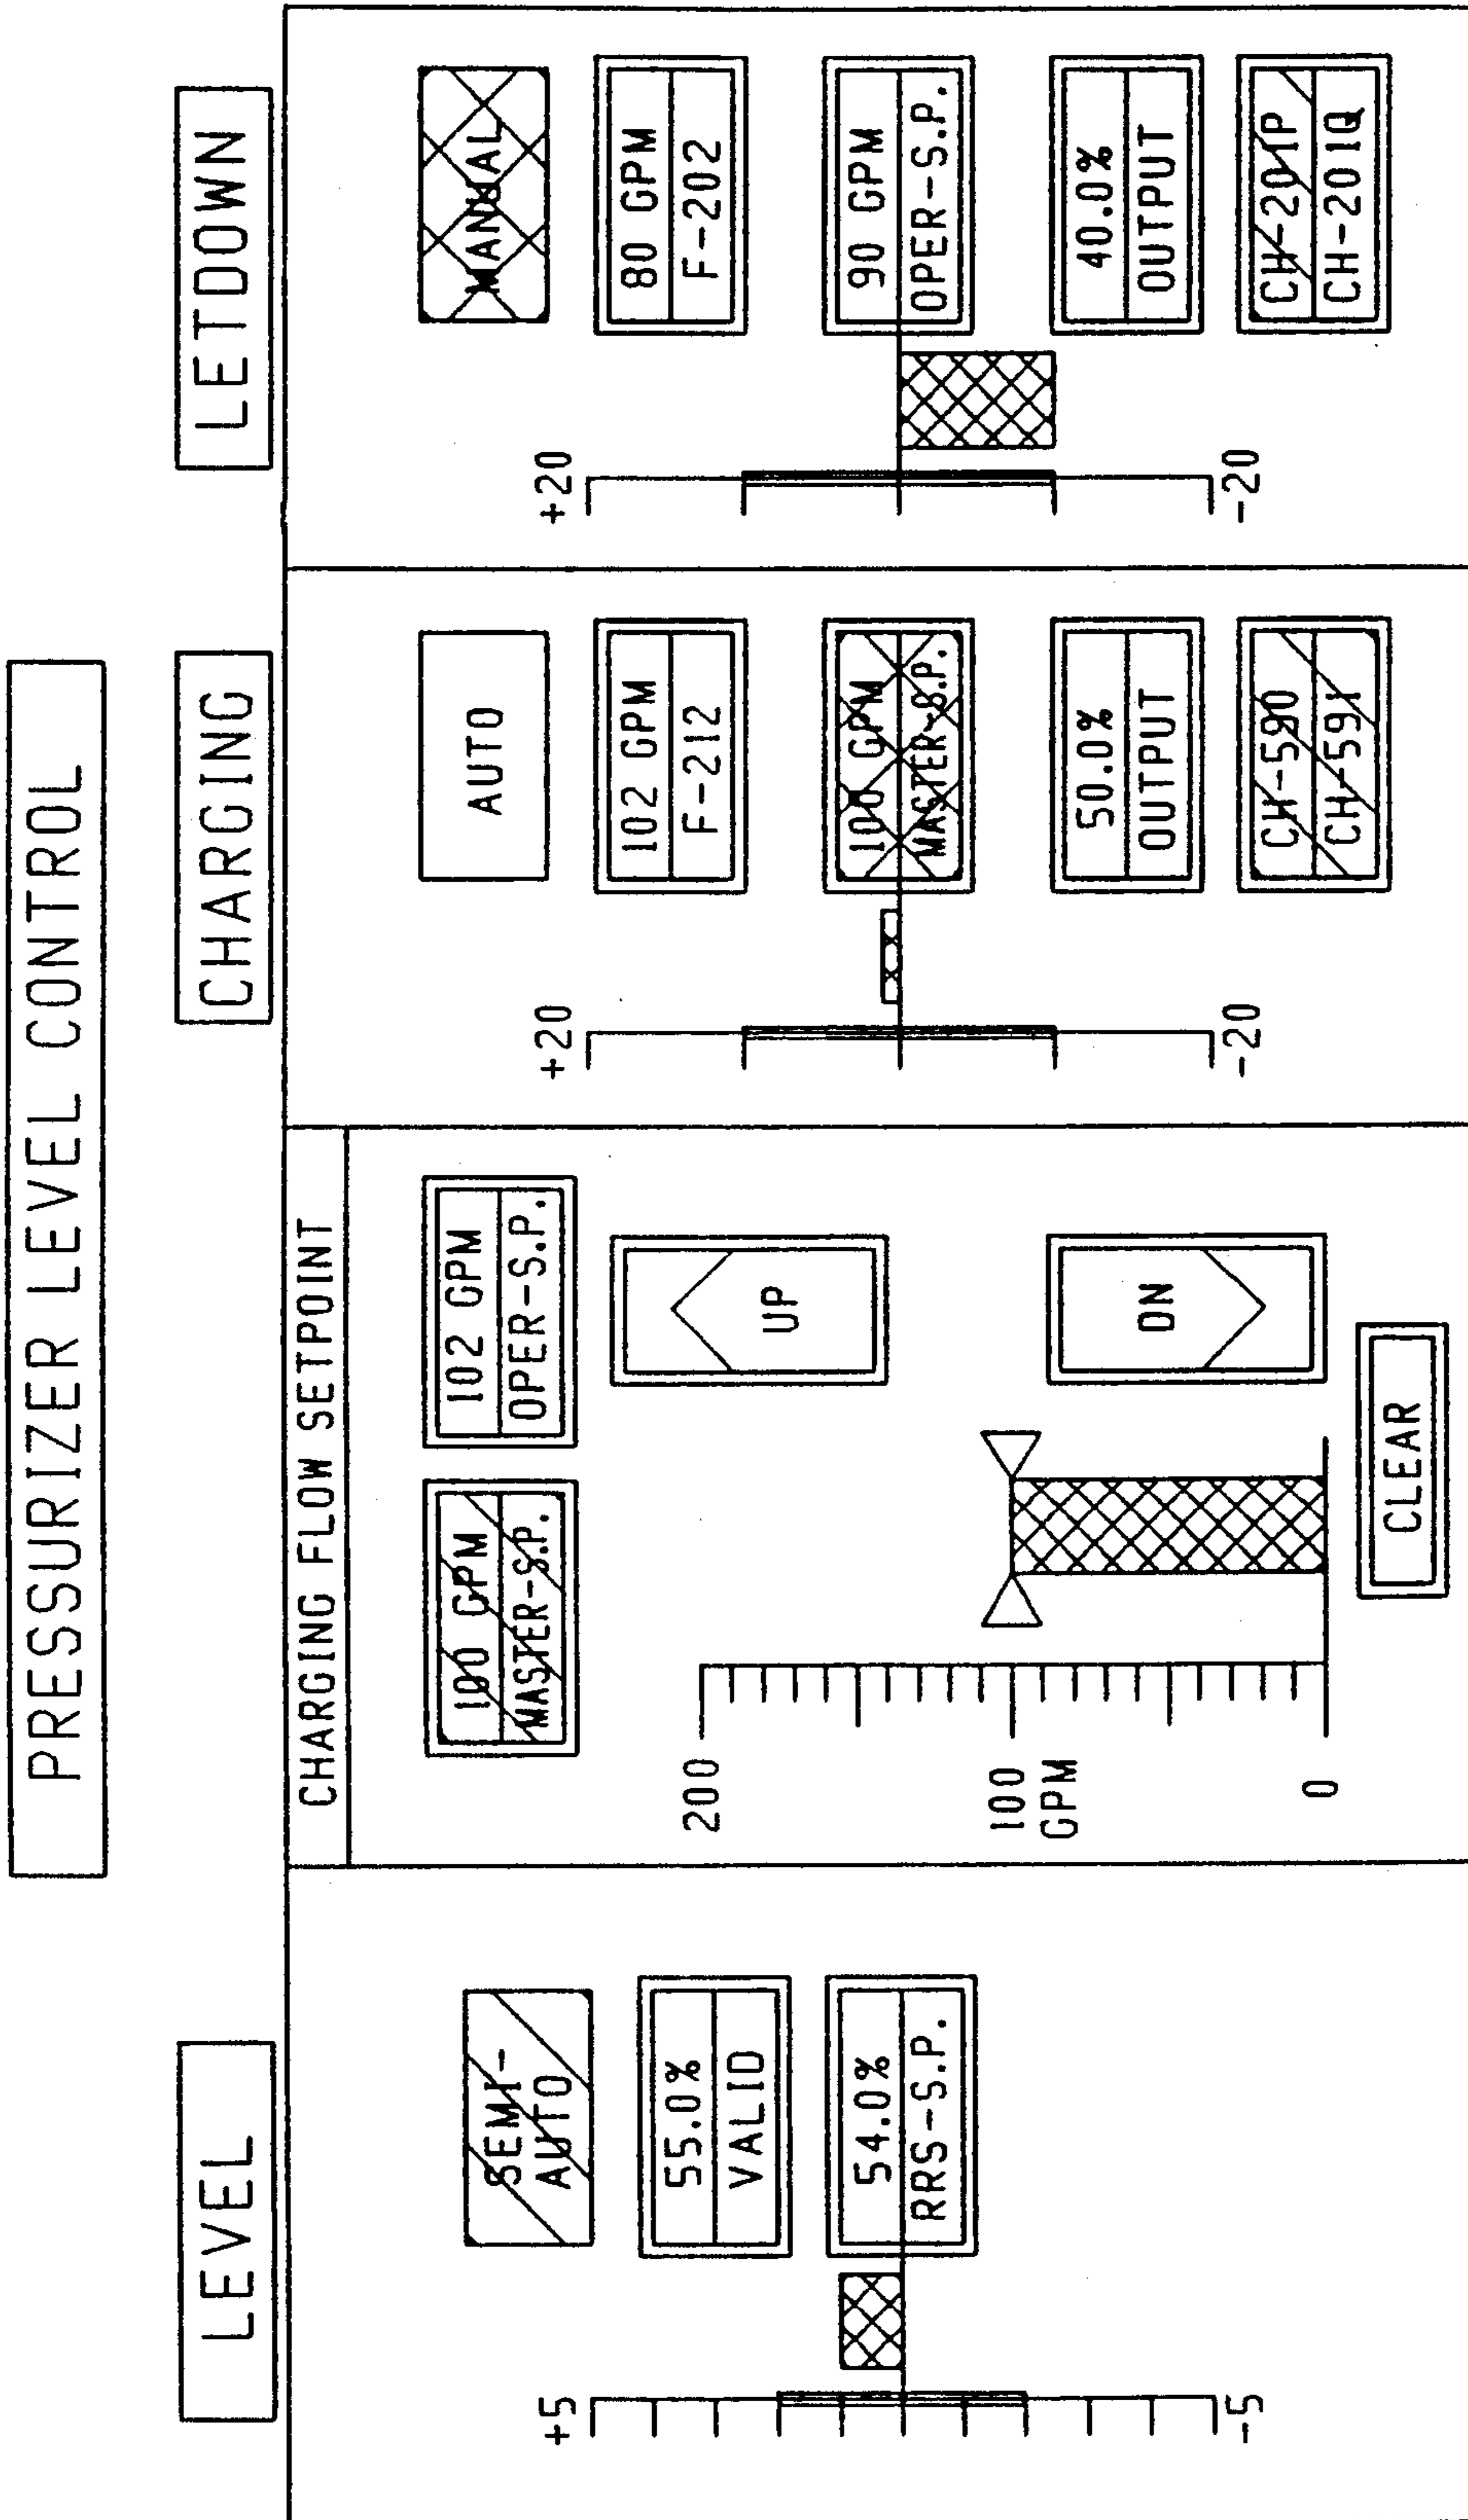 PRESSURIZER LEVEL CONTROL
LEVEL
SEMI-
AUTO
55.0%
VALID
54.0%
RRS-S.P.
+5
-5
CHARGING FLOW SETPOINT
100 GPM
MASTER-S.P.
102 GPM
OPER-S.P.
200
100
GPM
0
UP
DN
CLEAR
CHARGING
AUTO
102 GPM
F-212
100 GPM
MASTER-S.P.
50.0%
OUTPUT
CH-590
CH-59I
+20
-20
LETDOWN
MANUAL
80 GPM
F-202
90 GPM
OPER-S.P.
40.0%
OUTPUT
CH-201P
CH-201Q
+20
-20